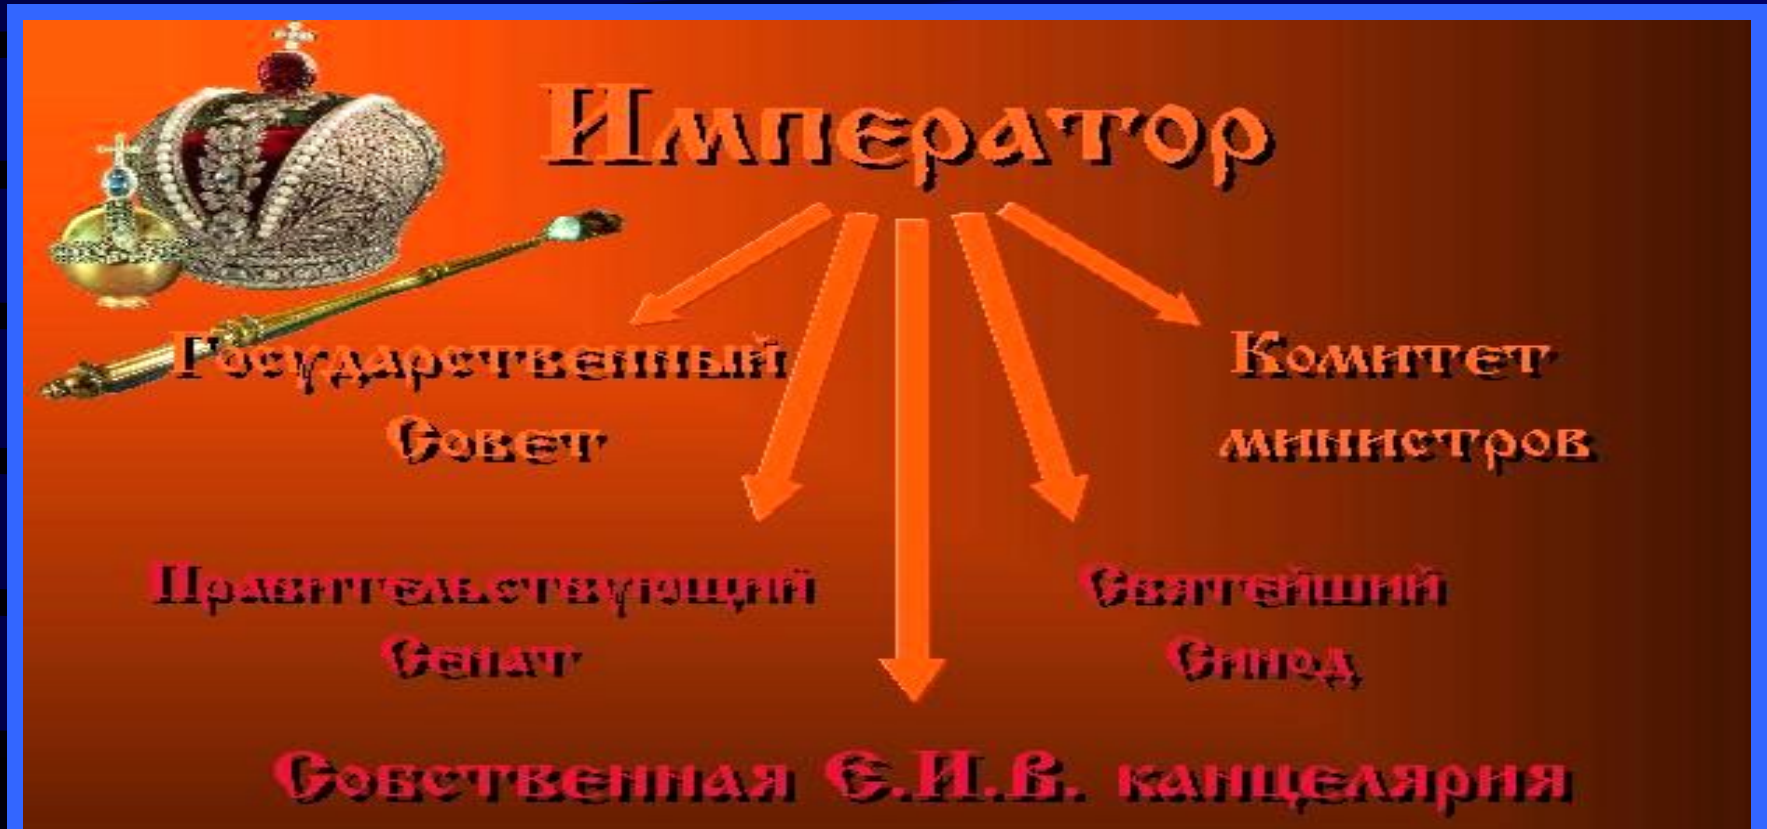 Император
Государственный
Совет
Комитет
министров
Правительствующий
Сенат
Святейший
Синод
Собственная Е.И.В. канцелярия